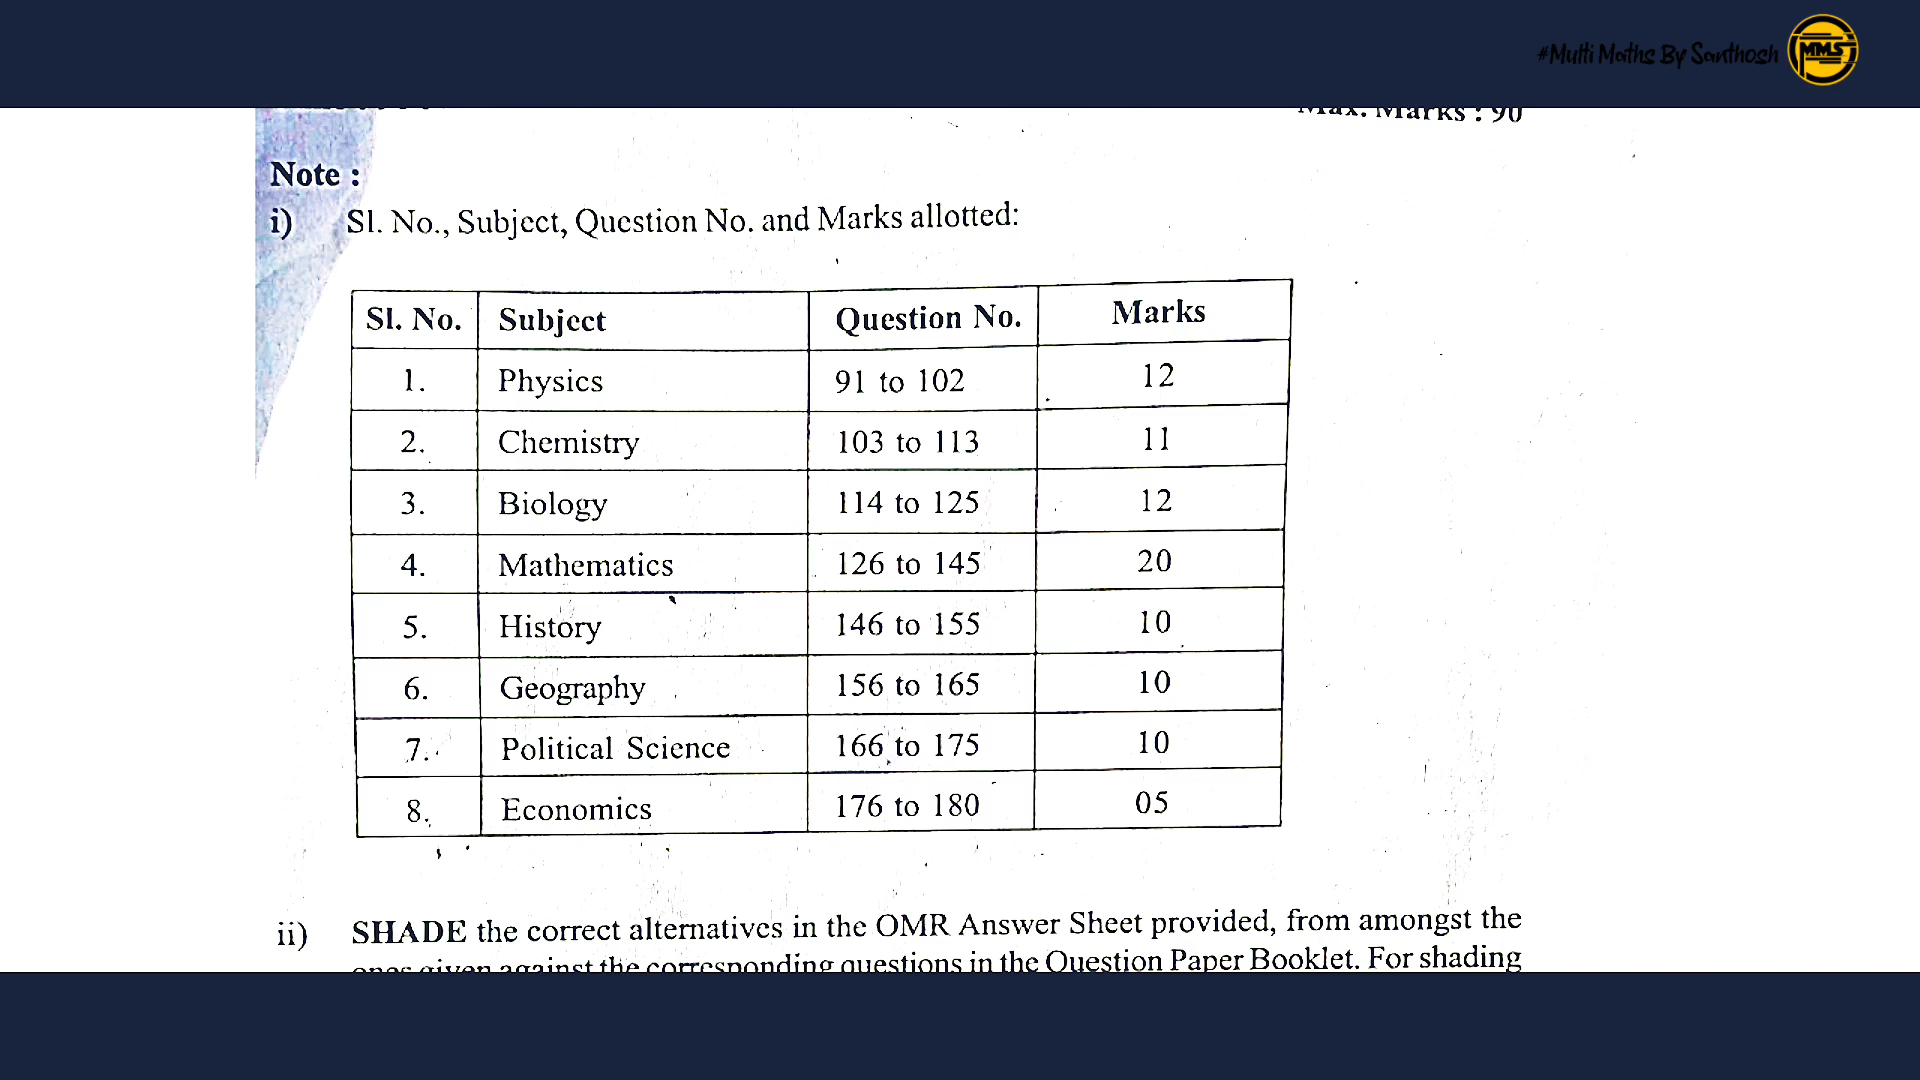 #Multi Maths By Santhosh
MMS
Max. Marks : 90
Note :
i) Sl. No., Subject, Question No. and Marks allotted:
Sl. No. Subject Question No. Marks
1. Physics 91 to 102 12
2. Chemistry 103 to 113 11
3. Biology 114 to 125 12
4. Mathematics 126 to 145 20
5. History 146 to 155 10
6. Geography 156 to 165 10
7. Political Science 166 to 175 10
8. Economics 176 to 180 05
ii) SHADE the correct alternatives in the OMR Answer Sheet provided, from amongst the
ones given against the corresponding questions in the Question Paper Booklet. For shading